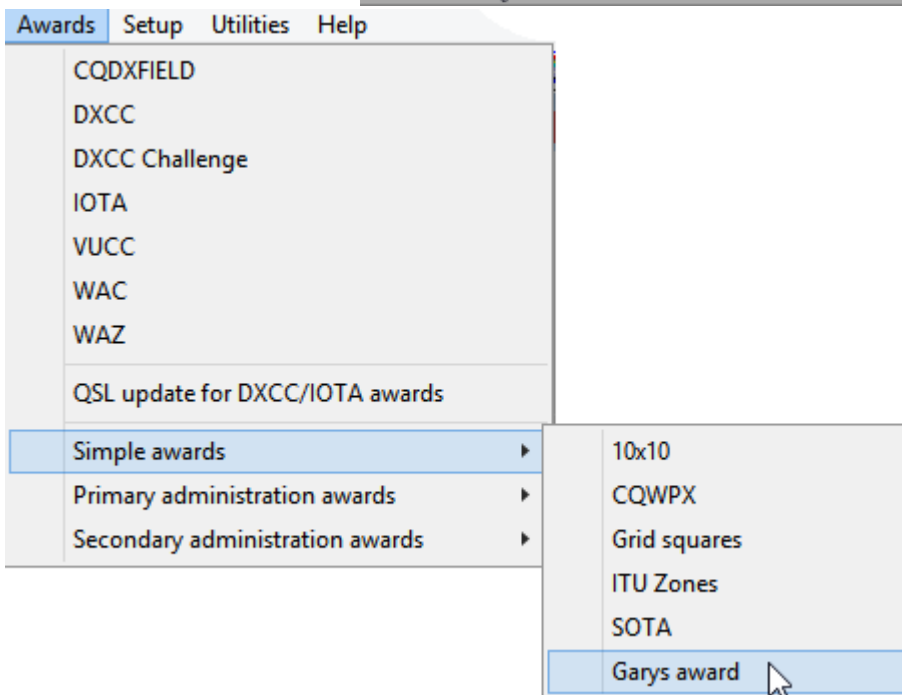 Awards Setup Utilities Help
CQDXFIELD
DXCC
DXCC Challenge
IOTA
VUCC
WAC
WAZ
QSL update for DXCC/IOTA awards
Simple awards
Primary administration awards
Secondary administration awards
10x10
CQWPX
Grid squares
ITU Zones
SOTA
Garys award